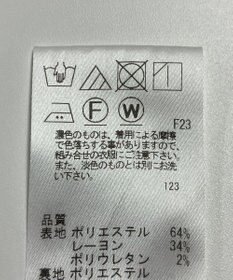 F W F23
濃色のものは、着用による摩擦
で色落ちする事がありますので、
組み合せの衣服にご注意下さい。
また、淡色のものとは別にお洗
い下さい。
123
品質
表地 ポリエステル 64%
レーヨン 34%
ポリウレタン 2%
裏地 ポリエステル